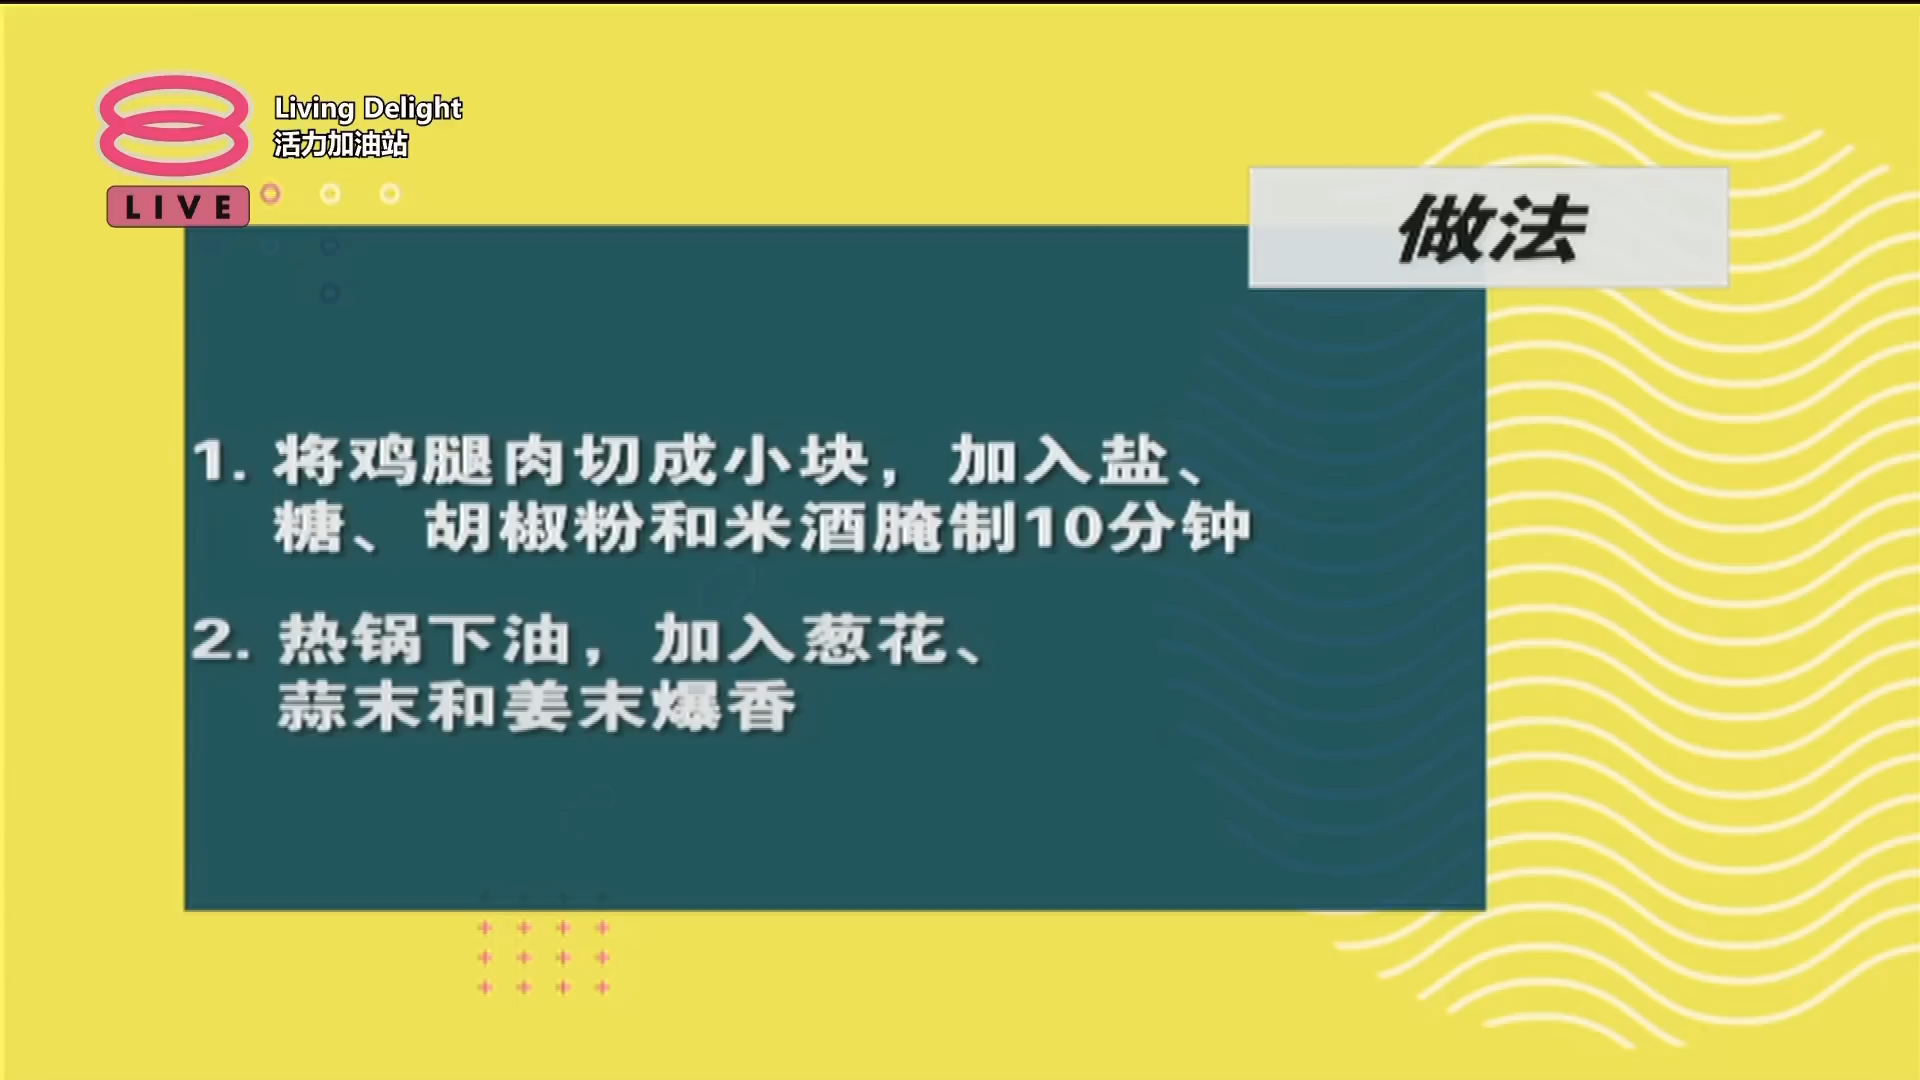 Living Delight
活力加油站
LIVE
做法
1. 将鸡腿肉切成小块，加入盐、
糖、胡椒粉和米酒腌制10分钟
2. 热锅下油，加入葱花、
蒜末和姜末爆香